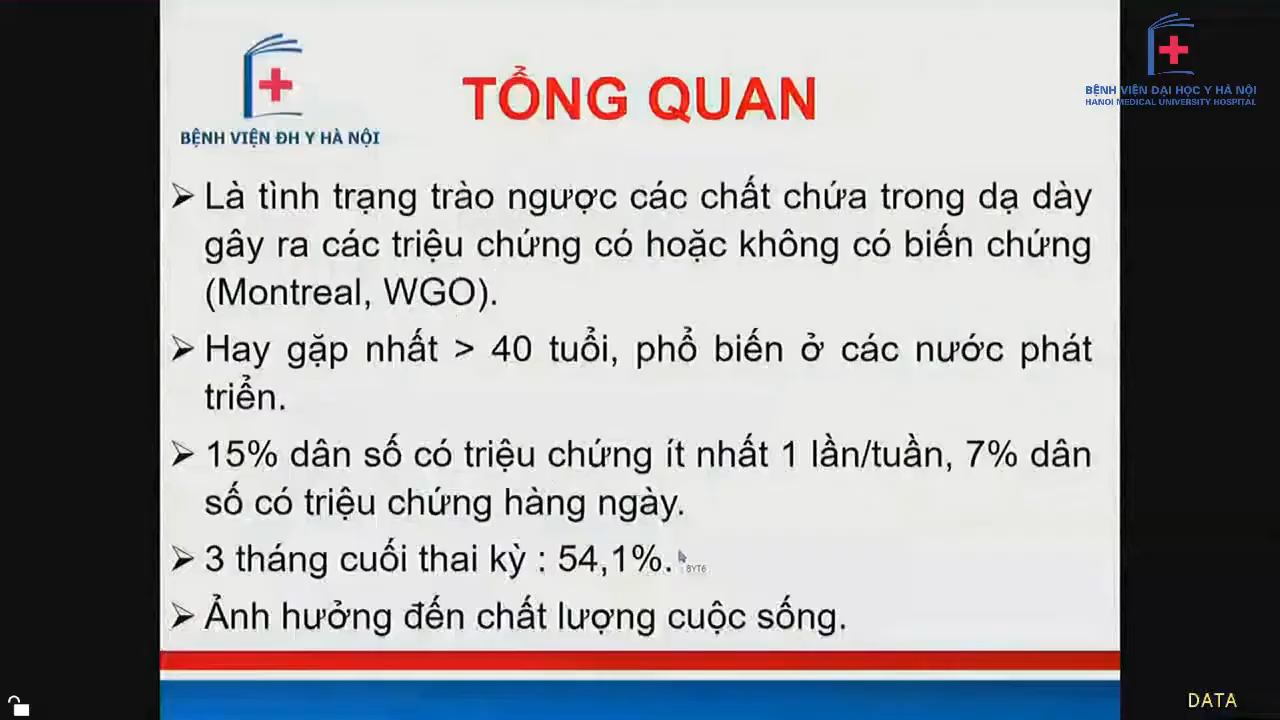 BỆNH VIỆN ĐH Y HÀ NỘI
TỔNG QUAN
BỆNH VIỆN ĐẠI HỌC Y HÀ NỘI
HANOI MEDICAL UNIVERSITY HOSPITAL
➢ Là tình trạng trào ngược các chất chứa trong dạ dày
gây ra các triệu chứng có hoặc không có biến chứng
(Montreal, WGO).
➢ Hay gặp nhất > 40 tuổi, phổ biến ở các nước phát
triển.
➢ 15% dân số có triệu chứng ít nhất 1 lần/tuần, 7% dân
số có triệu chứng hàng ngày.
➢ 3 tháng cuối thai kỳ : 54,1%.
BYT6
➢ Ảnh hưởng đến chất lượng cuộc sống.
DATA